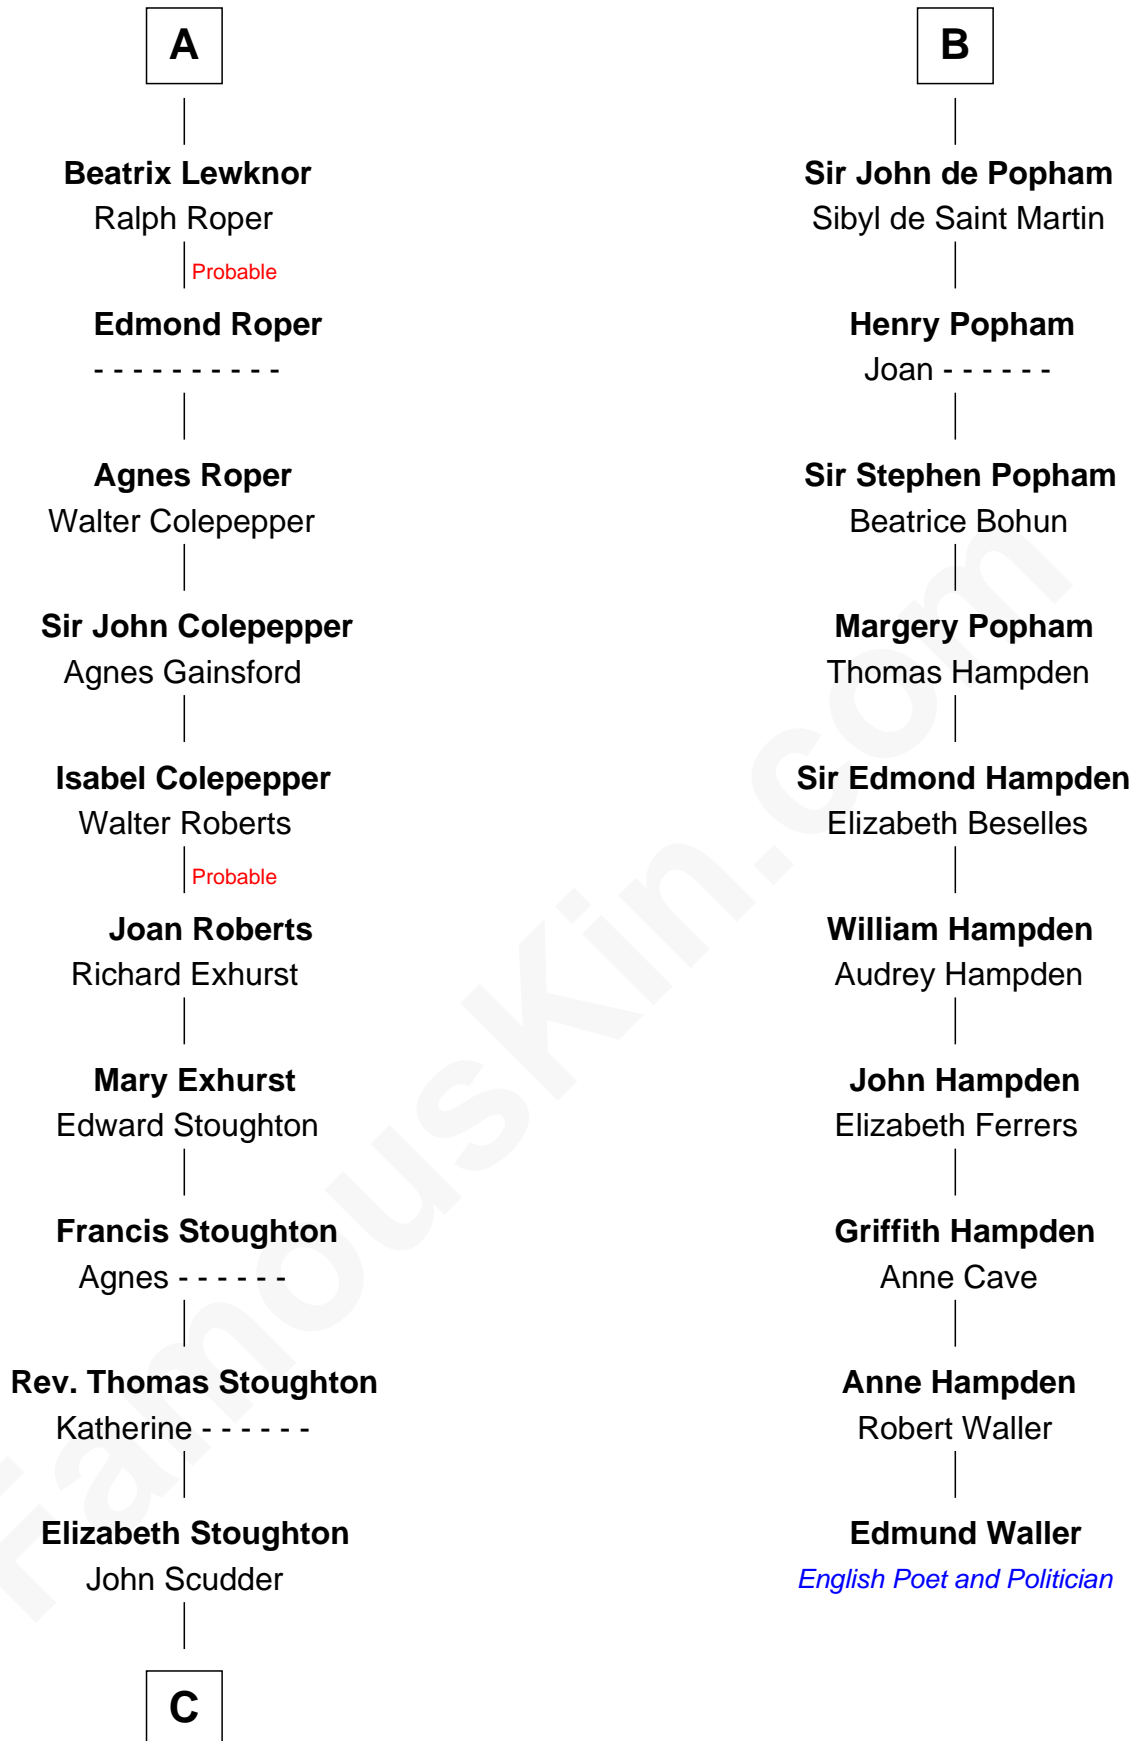 A
Beatrix Lewknor
Ralph Roper
Probable
Edmond Roper
- - - - - - - - - -
Agnes Roper
Walter Colepepper
Sir John Colepepper
Agnes Gainsford
Isabel Colepepper
Walter Roberts
Probable
Joan Roberts
Richard Exhurst
Mary Exhurst
Edward Stoughton
Francis Stoughton
Agnes - - - - - -
Rev. Thomas Stoughton
Katherine - - - - - -
Elizabeth Stoughton
John Scudder
C
B
Sir John de Popham
Sibyl de Saint Martin
Henry Popham
Joan - - - - - -
Sir Stephen Popham
Beatrice Bohun
Margery Popham
Thomas Hampden
Sir Edmond Hampden
Elizabeth Beselles
William Hampden
Audrey Hampden
John Hampden
Elizabeth Ferrers
Griffith Hampden
Anne Cave
Anne Hampden
Robert Waller
Edmund Waller
English Poet and Politician
FamousKin.com